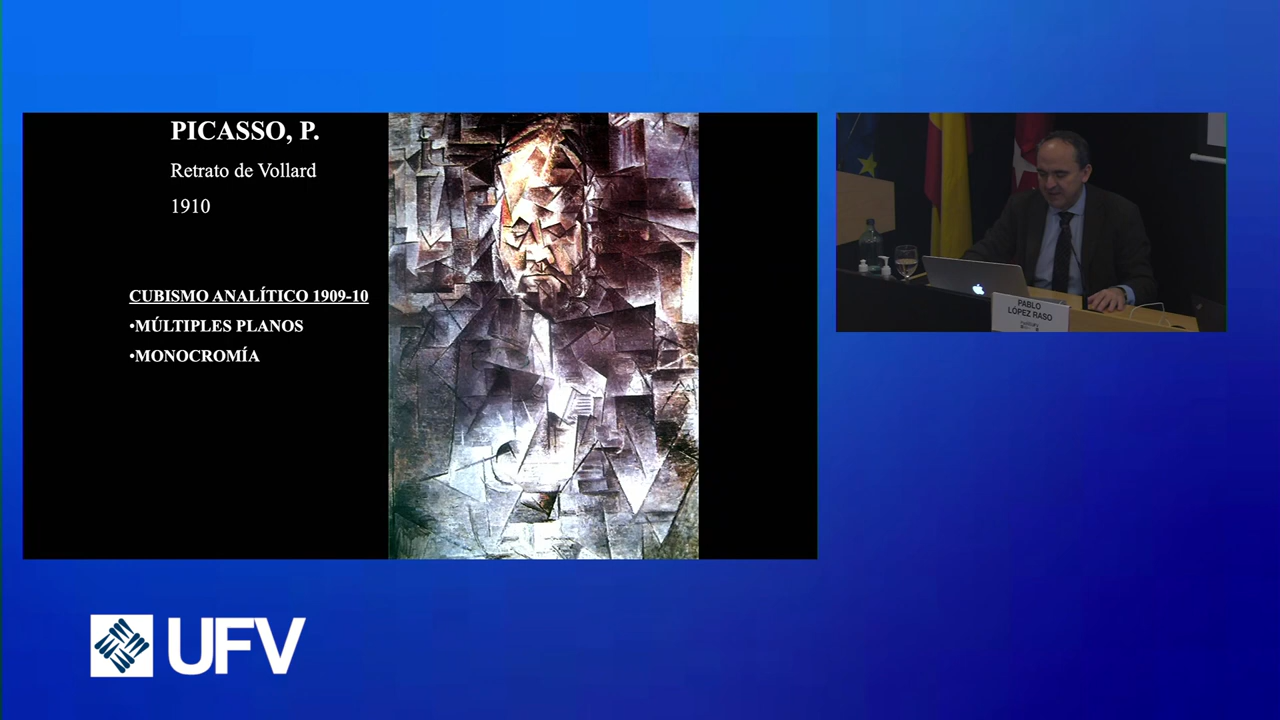 PICASSO, P.
Retrato de Vollard
1910
CUBISMO ANALÍTICO 1909-10
•MÚLTIPLES PLANOS
•MONOCROMÍA
PABLO
LÓPEZ RASO
UFV